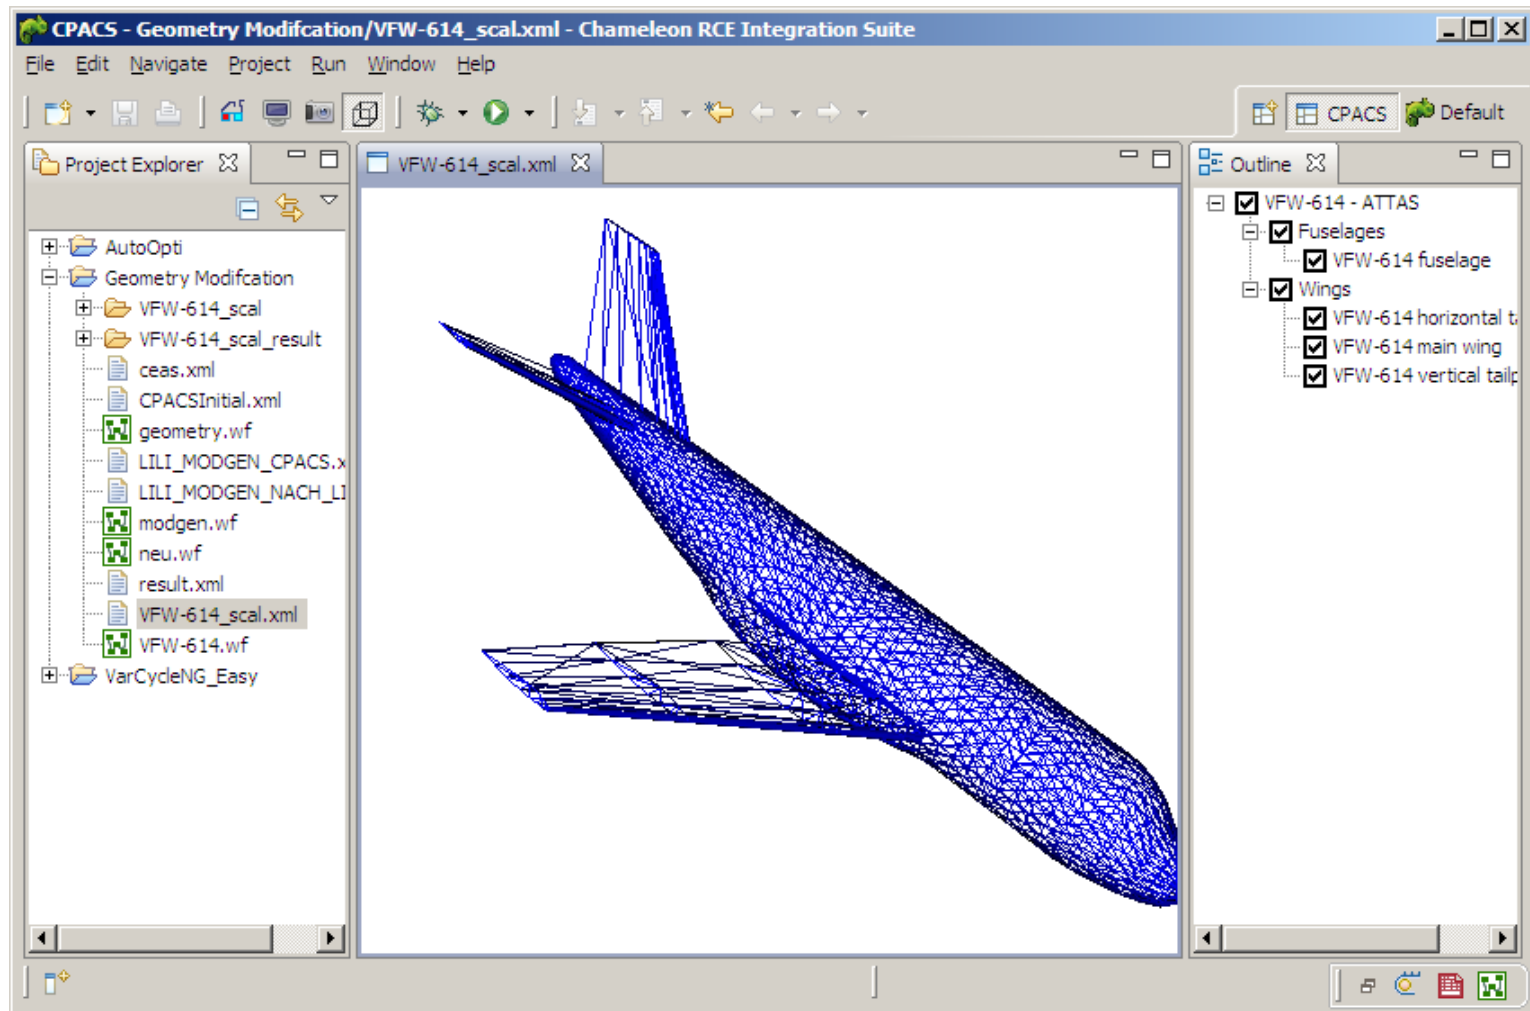 CPACS - Geometry Modifcation/VFW-614_scal.xml - Chameleon RCE Integration Suite
File Edit Navigate Project Run Window Help
CPACS Default
Project Explorer
VFW-614_scal.xml
Outline
AutoOpti
Geometry Modifcation
VFW-614_scal
VFW-614_scal_result
ceas.xml
CPACSInitial.xml
geometry.wf
LILI_MODGEN_CPACS.x
LILI_MODGEN_NACH_LI
modgen.wf
neu.wf
result.xml
VFW-614_scal.xml
VFW-614.wf
VarCycleNG_Easy
VFW-614 - ATTAS
Fuselages
VFW-614 fuselage
Wings
VFW-614 horizontal ta
VFW-614 main wing
VFW-614 vertical tailp